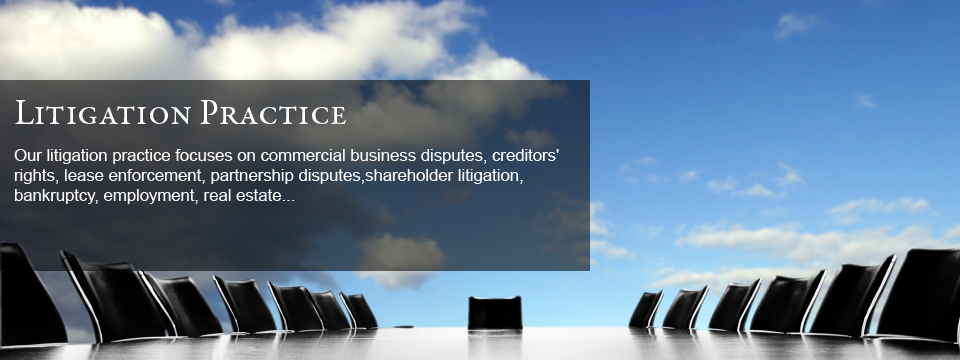 Litigation Practice
Our litigation practice focuses on commercial business disputes, creditors'
rights, lease enforcement, partnership disputes,shareholder litigation,
bankruptcy, employment, real estate...